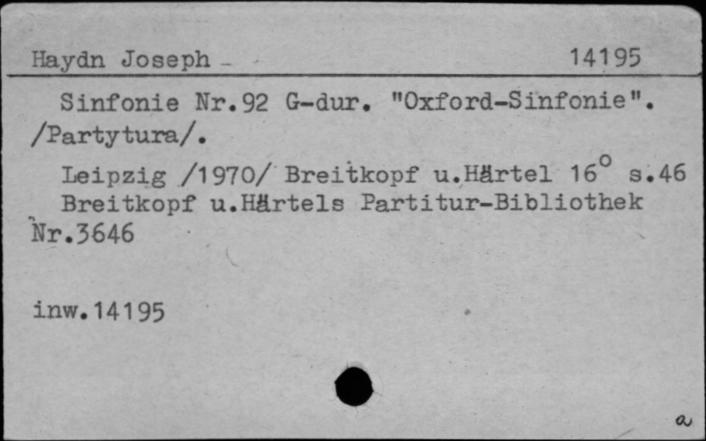 Haydn Joseph 14195
Sinfonie Nr.92 G-dur. "Oxford-Sinfonie".
/Partytura/.
Leipzig /1970/ Breitkopf u.Härtel 16° s.46
Breitkopf u.Härtels Partitur-Bibliothek
Nr.3646
inw.14195
a